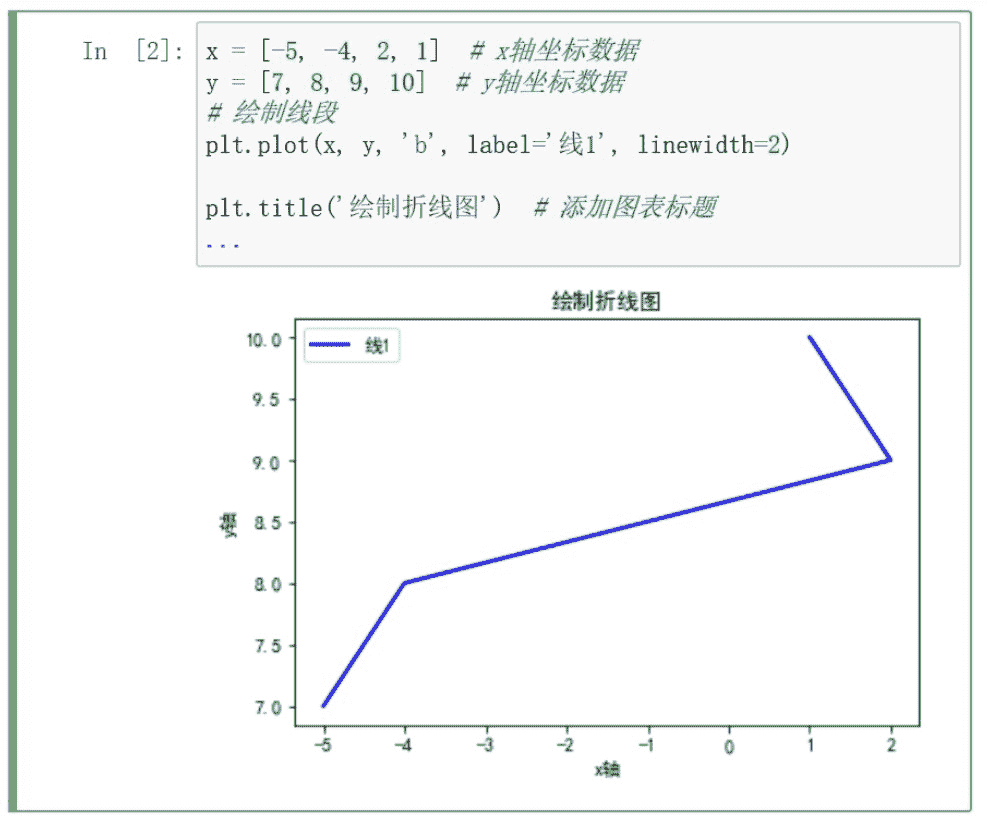 In [2]:
x = [-5, -4, 2, 1]  # x轴坐标数据
y = [7, 8, 9, 10]  # y轴坐标数据
# 绘制线段
plt.plot(x, y, 'b', label='线1', linewidth=2)
plt.title('绘制折线图')  # 添加图表标题
...
绘制折线图
线1
10.0
9.5
9.0
8.5
8.0
7.5
7.0
y轴
-5 -4 -3 -2 -1 0 1 2
x轴